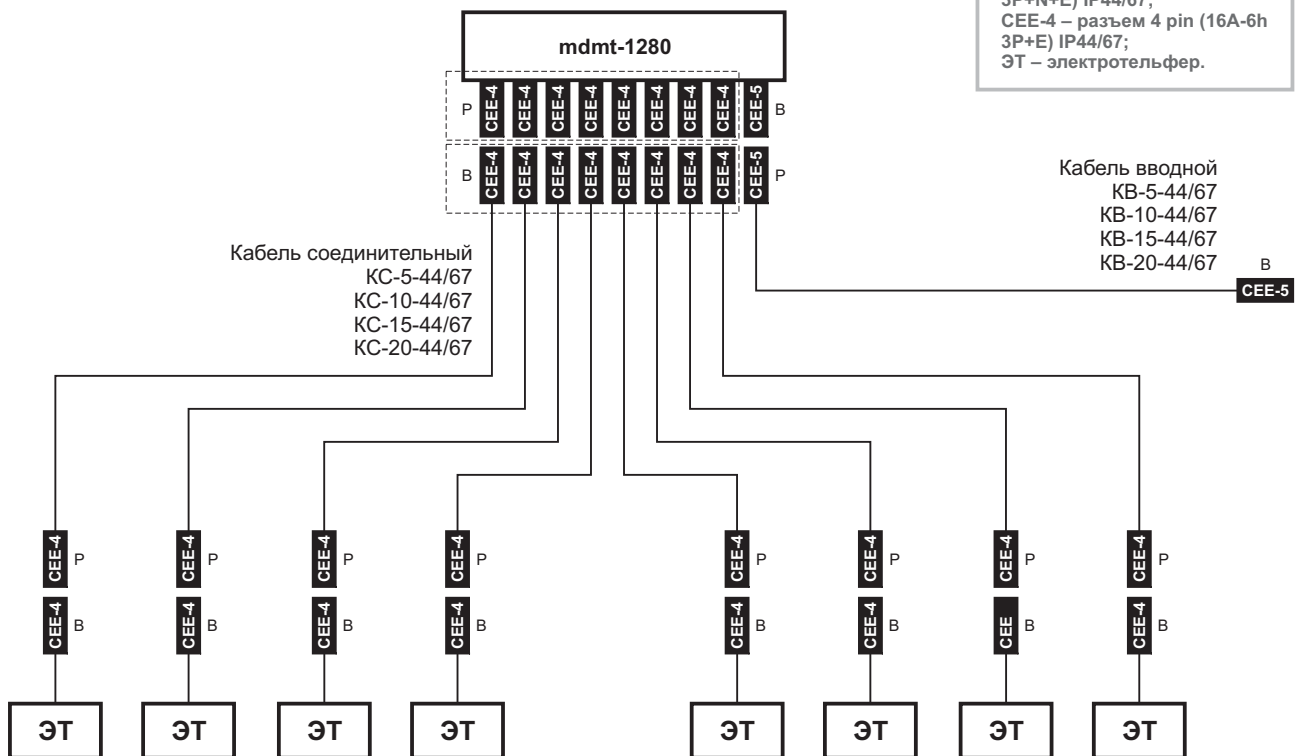 3P+N+E) IP44/67;
CEE-4 – разъем 4 pin (16A-6h
3P+E) IP44/67;
ЭТ – электротельфер.
mdmt-1280
P CEE-4 CEE-4 CEE-4 CEE-4 CEE-4 CEE-4 CEE-4 CEE-4 CEE-5 B
B CEE-4 CEE-4 CEE-4 CEE-4 CEE-4 CEE-4 CEE-4 CEE-4 CEE-5 P
Кабель вводной
КВ-5-44/67
КВ-10-44/67
КВ-15-44/67
КВ-20-44/67
B
CEE-5
Кабель соединительный
КС-5-44/67
КС-10-44/67
КС-15-44/67
КС-20-44/67
CEE-4 P CEE-4 P CEE-4 P CEE-4 P CEE-4 P CEE-4 P CEE-4 P CEE-4 P
CEE-4 B CEE-4 B CEE-4 B CEE-4 B CEE-4 B CEE-4 B CEE B CEE-4 B
ЭТ ЭТ ЭТ ЭТ ЭТ ЭТ ЭТ ЭТ